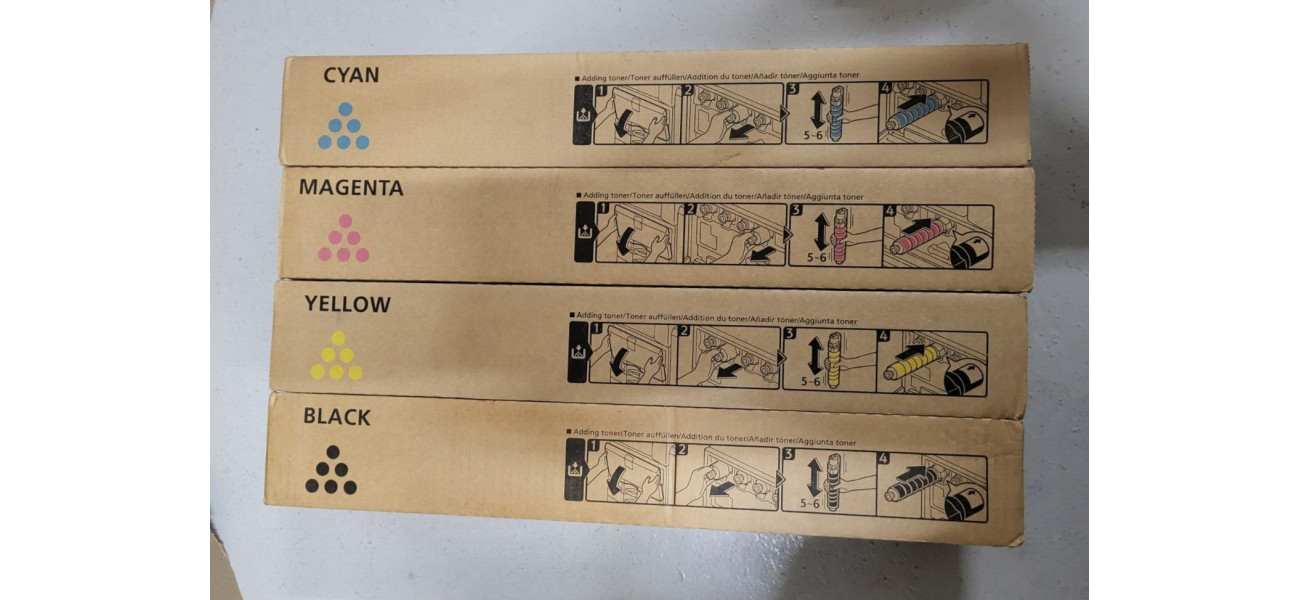 CYAN
■ Adding toner/Toner auffüllen/Addition du toner/Añadir tóner/Aggiunta toner
1 2 3 4
5~6
MAGENTA
■ Adding toner/Toner auffüllen/Addition du toner/Añadir tóner/Aggiunta toner
1 2 3 4
5~6
YELLOW
■ Adding toner/Toner auffüllen/Addition du toner/Añadir tóner/Aggiunta toner
1 2 3 4
5~6
BLACK
■ Adding toner/Toner auffüllen/Addition du toner/Añadir tóner/Aggiunta toner
1 2 3 4
5~6